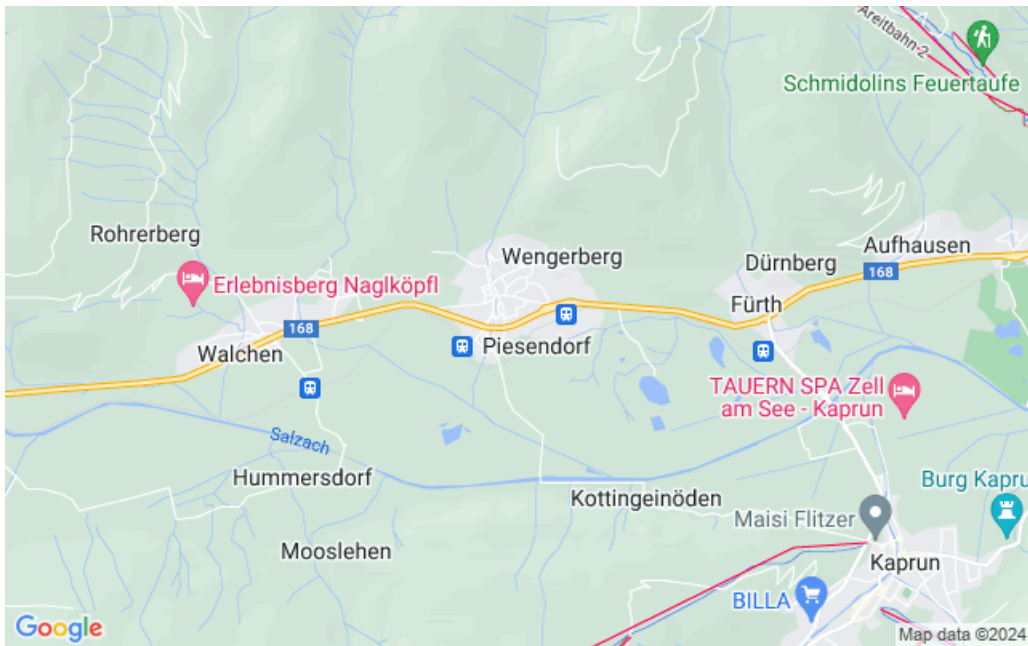 Areitbahn 2
Schmidolins Feuertaufe
Rohrerberg
Wengerberg
Aufhausen
Dürnberg
168
Erlebnisberg Naglköpfl
Fürth
168
Walchen
Piesendorf
TAUERN SPA Zell
am See - Kaprun
Salzach
Hummersdorf
Burg Kapru
Kottingeinöden
Maisi Flitzer
Mooslehen
Kaprun
BILLA
Google
Map data ©2024